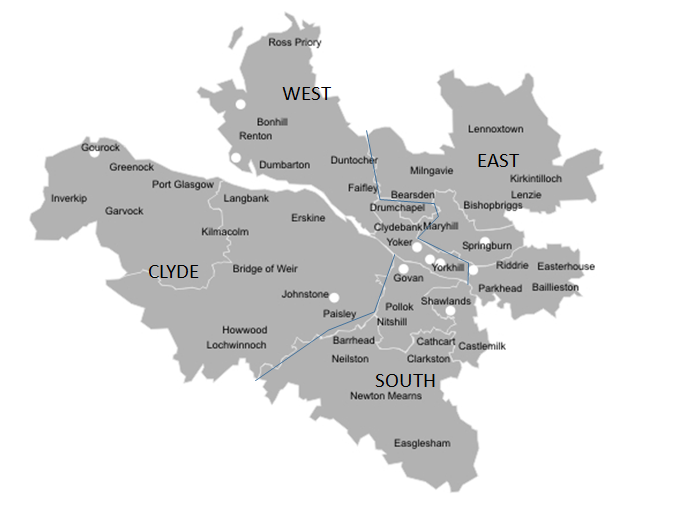 Ross Priory
WEST
Bonhill
Renton
Lennoxtown
Gourock
Duntocher
EAST
Greenock
Dumbarton
Milngavie
Port Glasgow
Kirkintilloch
Faifley
Inverkip
Langbank
Bearsden
Lenzie
Garvock
Drumchapel
Bishopbriggs
Erskine
Kilmacolm
Clydebank
Maryhill
Yoker
Springburn
CLYDE
Bridge of Weir
Yorkhill
Riddrie
Easterhouse
Govan
Parkhead
Baillieston
Johnstone
Shawlands
Pollok
Paisley
Nitshill
Howwood
Barrhead
Cathcart
Lochwinnoch
Castlemilk
Neilston
Clarkston
SOUTH
Newton Mearns
Easglesham